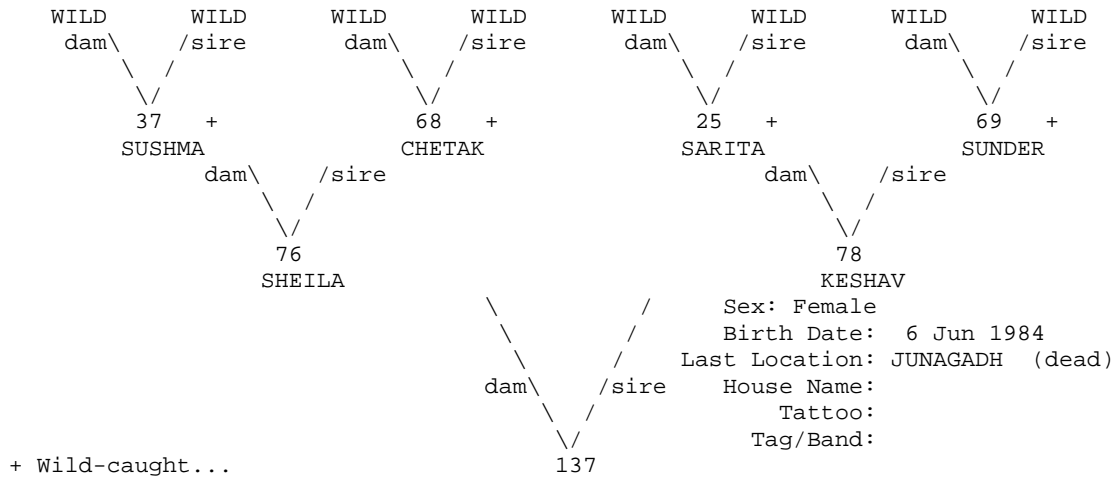 WILD WILD WILD WILD WILD WILD WILD WILD
dam\ /sire dam\ /sire dam\ /sire dam\ /sire
\ / \ / \ / \ /
\/ \/ \/ \/
37 + 68 + 25 + 69 +
SUSHMA CHETAK SARITA SUNDER
dam\ /sire dam\ /sire
\ / \ /
\/ \/
76 78
SHEILA KESHAV
\ / Sex: Female
\ / Birth Date: 6 Jun 1984
\ / Last Location: JUNAGADH (dead)
dam\ /sire House Name:
\ / Tattoo:
\/ Tag/Band:
+ Wild-caught... 137